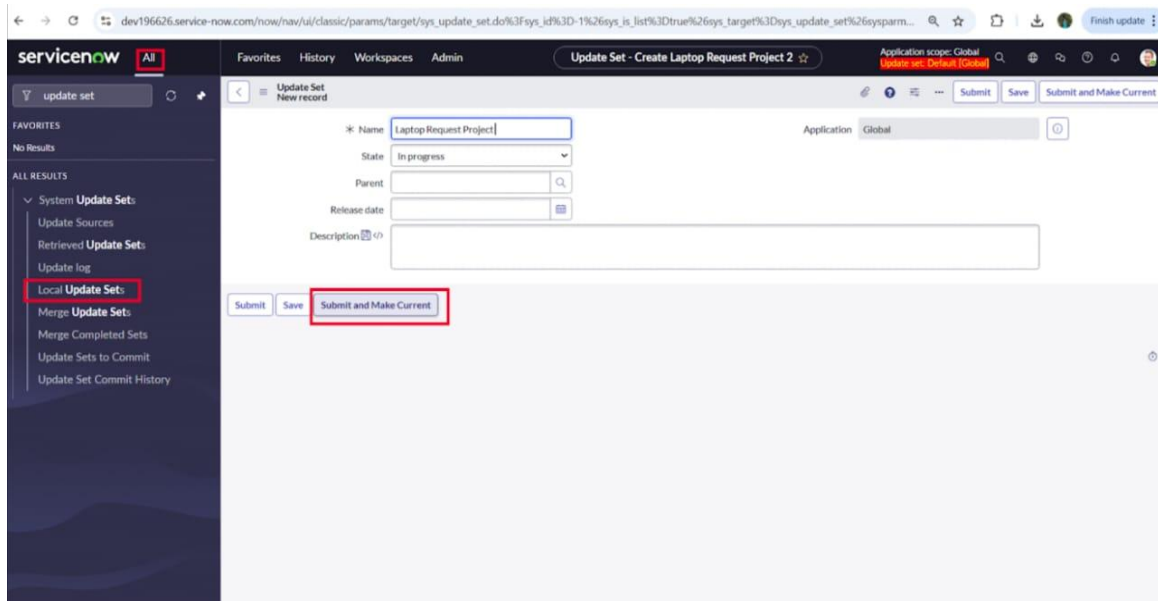 dev196626.service-now.com/now/nav/ui/classic/params/target/sys_update_set.do%3Fsys_id%3D-1%26sys_is_list%3Dtrue%26sys_target%3Dsys_update_set%26sysparm...
Finish update
servicenow All Favorites History Workspaces Admin Update Set - Create Laptop Request Project 2 Application scope: Global
Update set: Default [Global]
update set
Update Set
New record
Submit Save Submit and Make Current
FAVORITES
No Results
ALL RESULTS
System Update Sets
Update Sources
Retrieved Update Sets
Update log
Local Update Sets
Merge Update Sets
Merge Completed Sets
Update Sets to Commit
Update Set Commit History
Name Laptop Request Project
Application Global
State In progress
Parent
Release date
Description
Submit Save Submit and Make Current